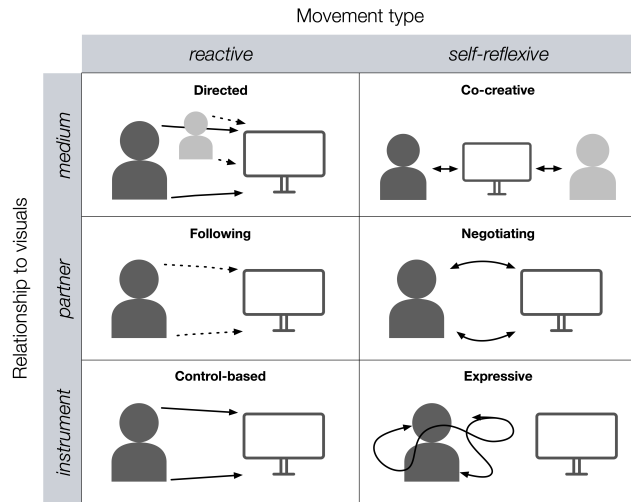 Movement type
reactive
self-reflexive
Relationship to visuals
medium
Directed
Co-creative
partner
Following
Negotiating
instrument
Control-based
Expressive